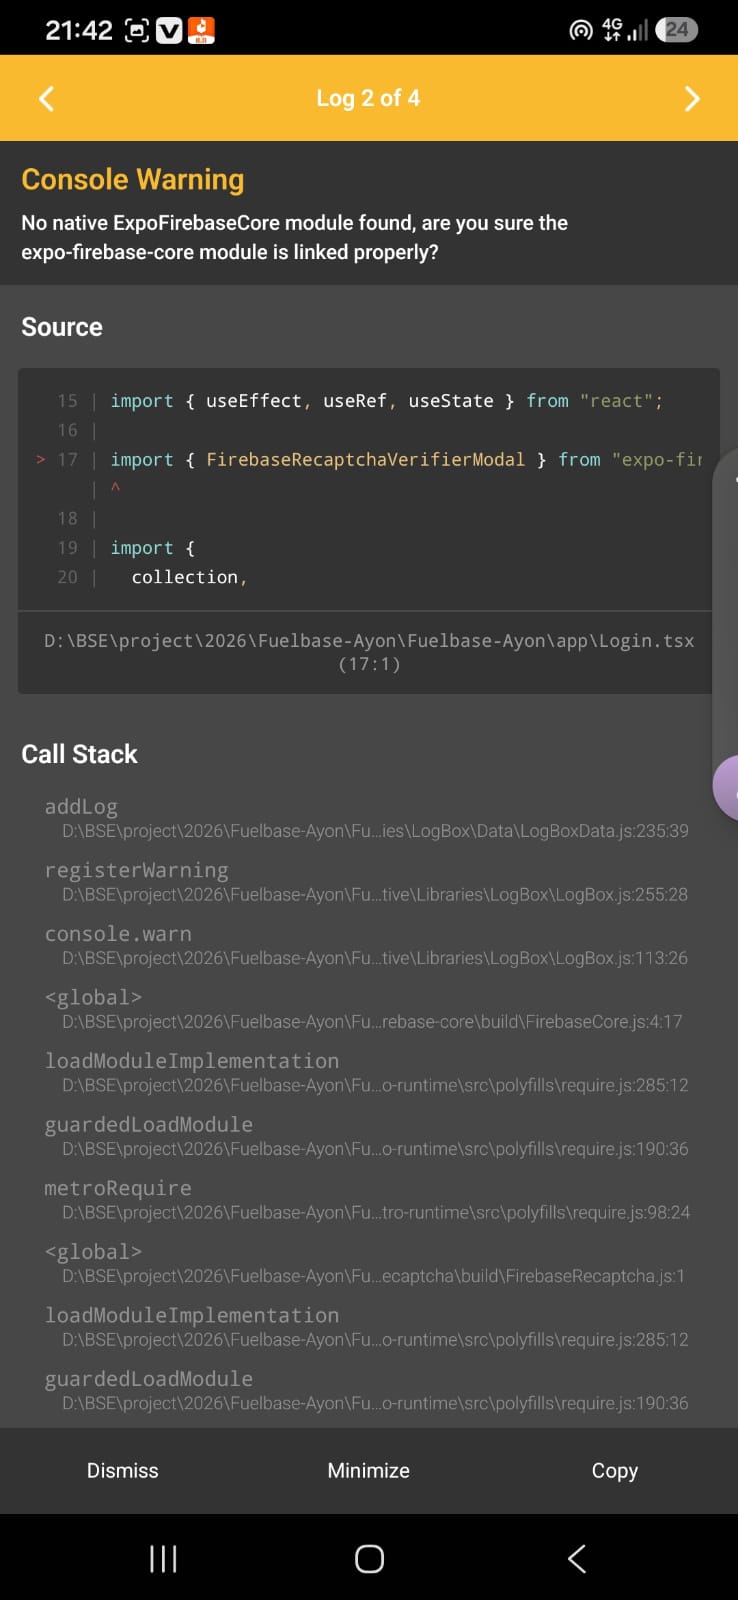 21:42
4G
24
Log 2 of 4
Console Warning
No native ExpoFirebaseCore module found, are you sure the
expo-firebase-core module is linked properly?
Source
15 | import { useEffect, useRef, useState } from "react";
16 |
> 17 | import { FirebaseRecaptchaVerifierModal } from "expo-fir
| ^
18 |
19 | import {
20 | collection,
D:\BSE\project\2026\Fuelbase-Ayon\Fuelbase-Ayon\app\Login.tsx
(17:1)
Call Stack
addLog
D:\BSE\project\2026\Fuelbase-Ayon\Fu...ies\LogBox\Data\LogBoxData.js:235:39
registerWarning
D:\BSE\project\2026\Fuelbase-Ayon\Fu...tive\Libraries\LogBox\LogBox.js:255:28
console.warn
D:\BSE\project\2026\Fuelbase-Ayon\Fu...tive\Libraries\LogBox\LogBox.js:113:26
<global>
D:\BSE\project\2026\Fuelbase-Ayon\Fu...rebase-core\build\FirebaseCore.js:4:17
loadModuleImplementation
D:\BSE\project\2026\Fuelbase-Ayon\Fu...o-runtime\src\polyfills\require.js:285:12
guardedLoadModule
D:\BSE\project\2026\Fuelbase-Ayon\Fu...o-runtime\src\polyfills\require.js:190:36
metroRequire
D:\BSE\project\2026\Fuelbase-Ayon\Fu...tro-runtime\src\polyfills\require.js:98:24
<global>
D:\BSE\project\2026\Fuelbase-Ayon\Fu...ecaptcha\build\FirebaseRecaptcha.js:1
loadModuleImplementation
D:\BSE\project\2026\Fuelbase-Ayon\Fu...o-runtime\src\polyfills\require.js:285:12
guardedLoadModule
D:\BSE\project\2026\Fuelbase-Ayon\Fu...o-runtime\src\polyfills\require.js:190:36
Dismiss
Minimize
Copy